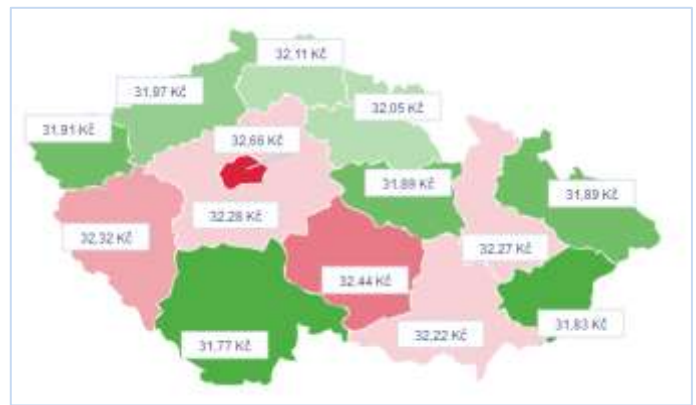 32,11 Kč
31,97 Kč
32,05 Kč
31,91 Kč
32,66 Kč
31,89 Kč
31,89 Kč
32,28 Kč
32,32 Kč
32,27 Kč
32,44 Kč
31,83 Kč
32,22 Kč
31,77 Kč